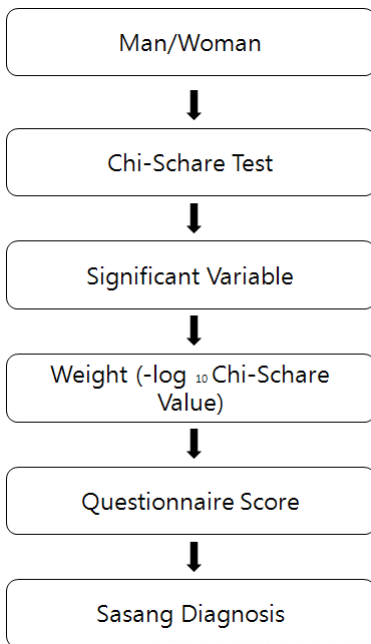 Man/Woman
Chi-Schare Test
Significant Variable
Weight (-log 10 Chi-Schare
Value)
Questionnaire Score
Sasang Diagnosis